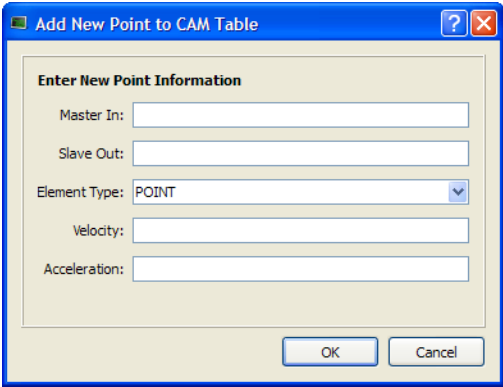 Add New Point to CAM Table
Enter New Point Information
Master In:
Slave Out:
Element Type: POINT
Velocity:
Acceleration:
OK Cancel